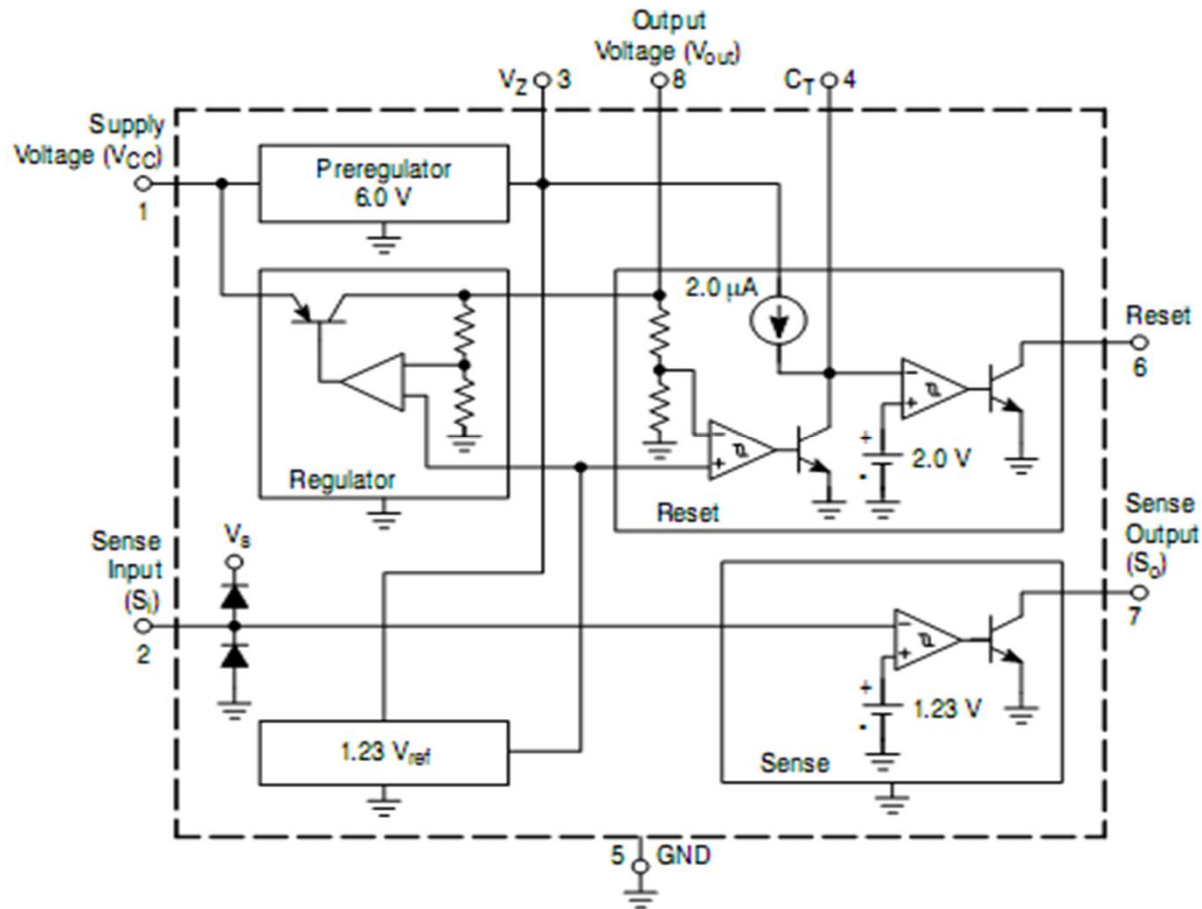 Output
Voltage (Vout)
VZ 3
8
CT 4
Supply
Voltage (VCC)
1
Preregulator
6.0 V
2.0 μA
Reset
6
+
-
2.0 V
Regulator
Reset
Sense
Input
(Si)
2
Vs
Sense
Output
(So)
7
+
-
1.23 V
1.23 Vref
Sense
5 GND